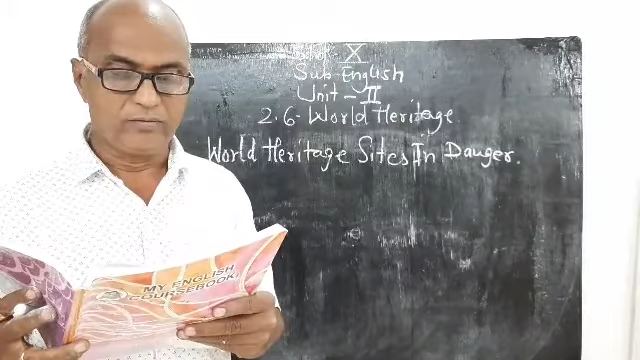 X
Sub-English
Unit-II
2.6-World Heritage
World Heritage Sites In Danger.
MY ENGLISH
COURSEBOOK